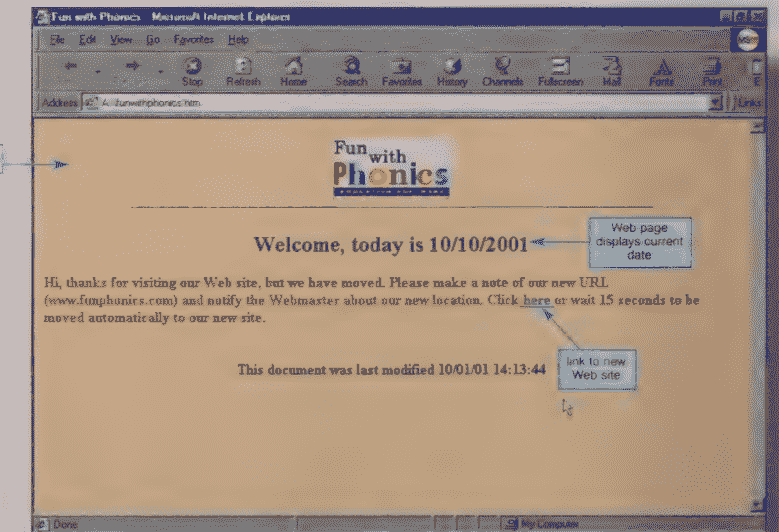 Fun with Phonics - Microsoft Internet Explorer
File Edit View Go Favorites Help
Stop Refresh Home Search Favorites History Channels Fullscreen Mail Fonts Print
Address A:\funwithphonics.htm Links
Fun with
Phonics
Welcome, today is 10/10/2001
Web page
displays current
date
Hi, thanks for visiting our Web site, but we have moved. Please make a note of our new URL
(www.funphonics.com) and notify the Webmaster about our new location. Click here or wait 15 seconds to be
moved automatically to our new site.
link to new
Web site
This document was last modified 10/01/01 14:13:44
Done My Computer